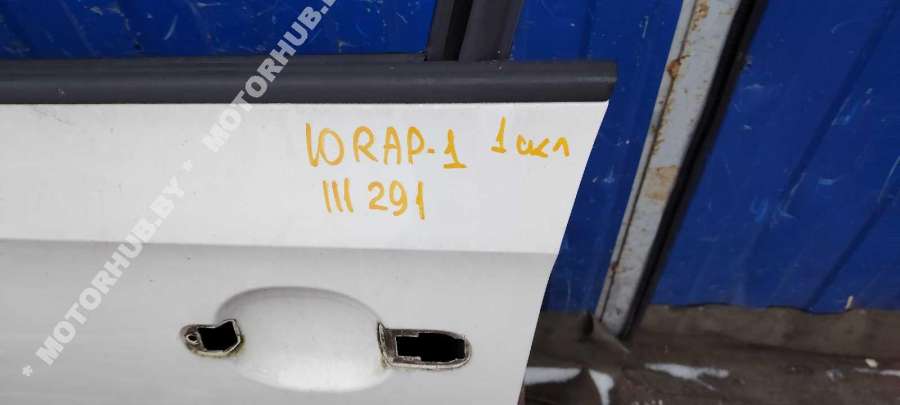 * MOTORHUB.BY * MOTORHUB.BY
ЮRAP-1 1 скл
III 291